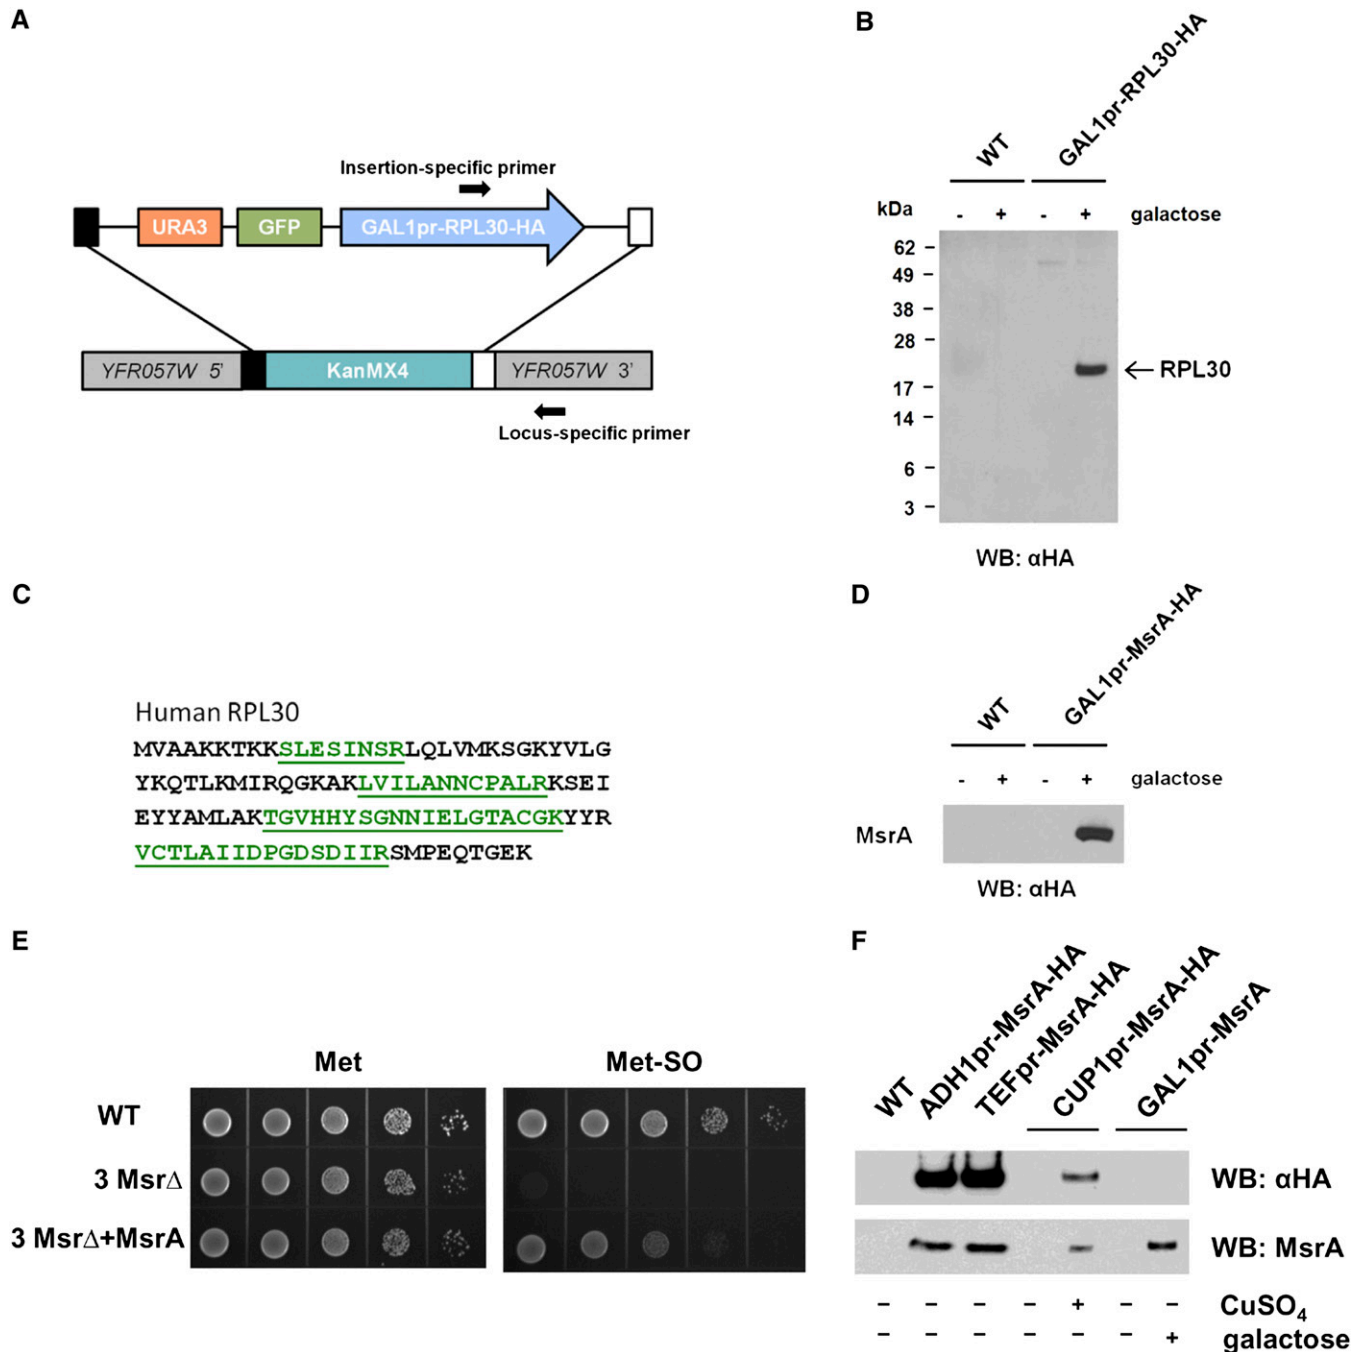 A
Insertion-specific primer
URA3 GFP GAL1pr-RPL30-HA
YFR057W 5' KanMX4 YFR057W 3'
Locus-specific primer
B
WT GAL1pr-RPL30-HA
kDa - + - + galactose
62
49
38
28
RPL30
17
14
6
3
WB: αHA
C
Human RPL30
MVAAKKTKKSLESINSRLQLVMKSGKYVLG
YKQTLKMIRQGKAKLVILANNCPALRKSEI
EYYAMLAKTGVHHYSGNNIELGTACGKYYR
VCTLAIIDPGDSDIIRSMPEQTGEK
D
WT GAL1pr-MsrA-HA
- + - + galactose
MsrA
WB: αHA
E
Met Met-SO
WT
3 MsrΔ
3 MsrΔ+MsrA
F
WT ADH1pr-MsrA-HA TEFpr-MsrA-HA CUP1pr-MsrA-HA GAL1pr-MsrA
WB: αHA
WB: MsrA
− − − − + − − CuSO₄
− − − − − − + galactose